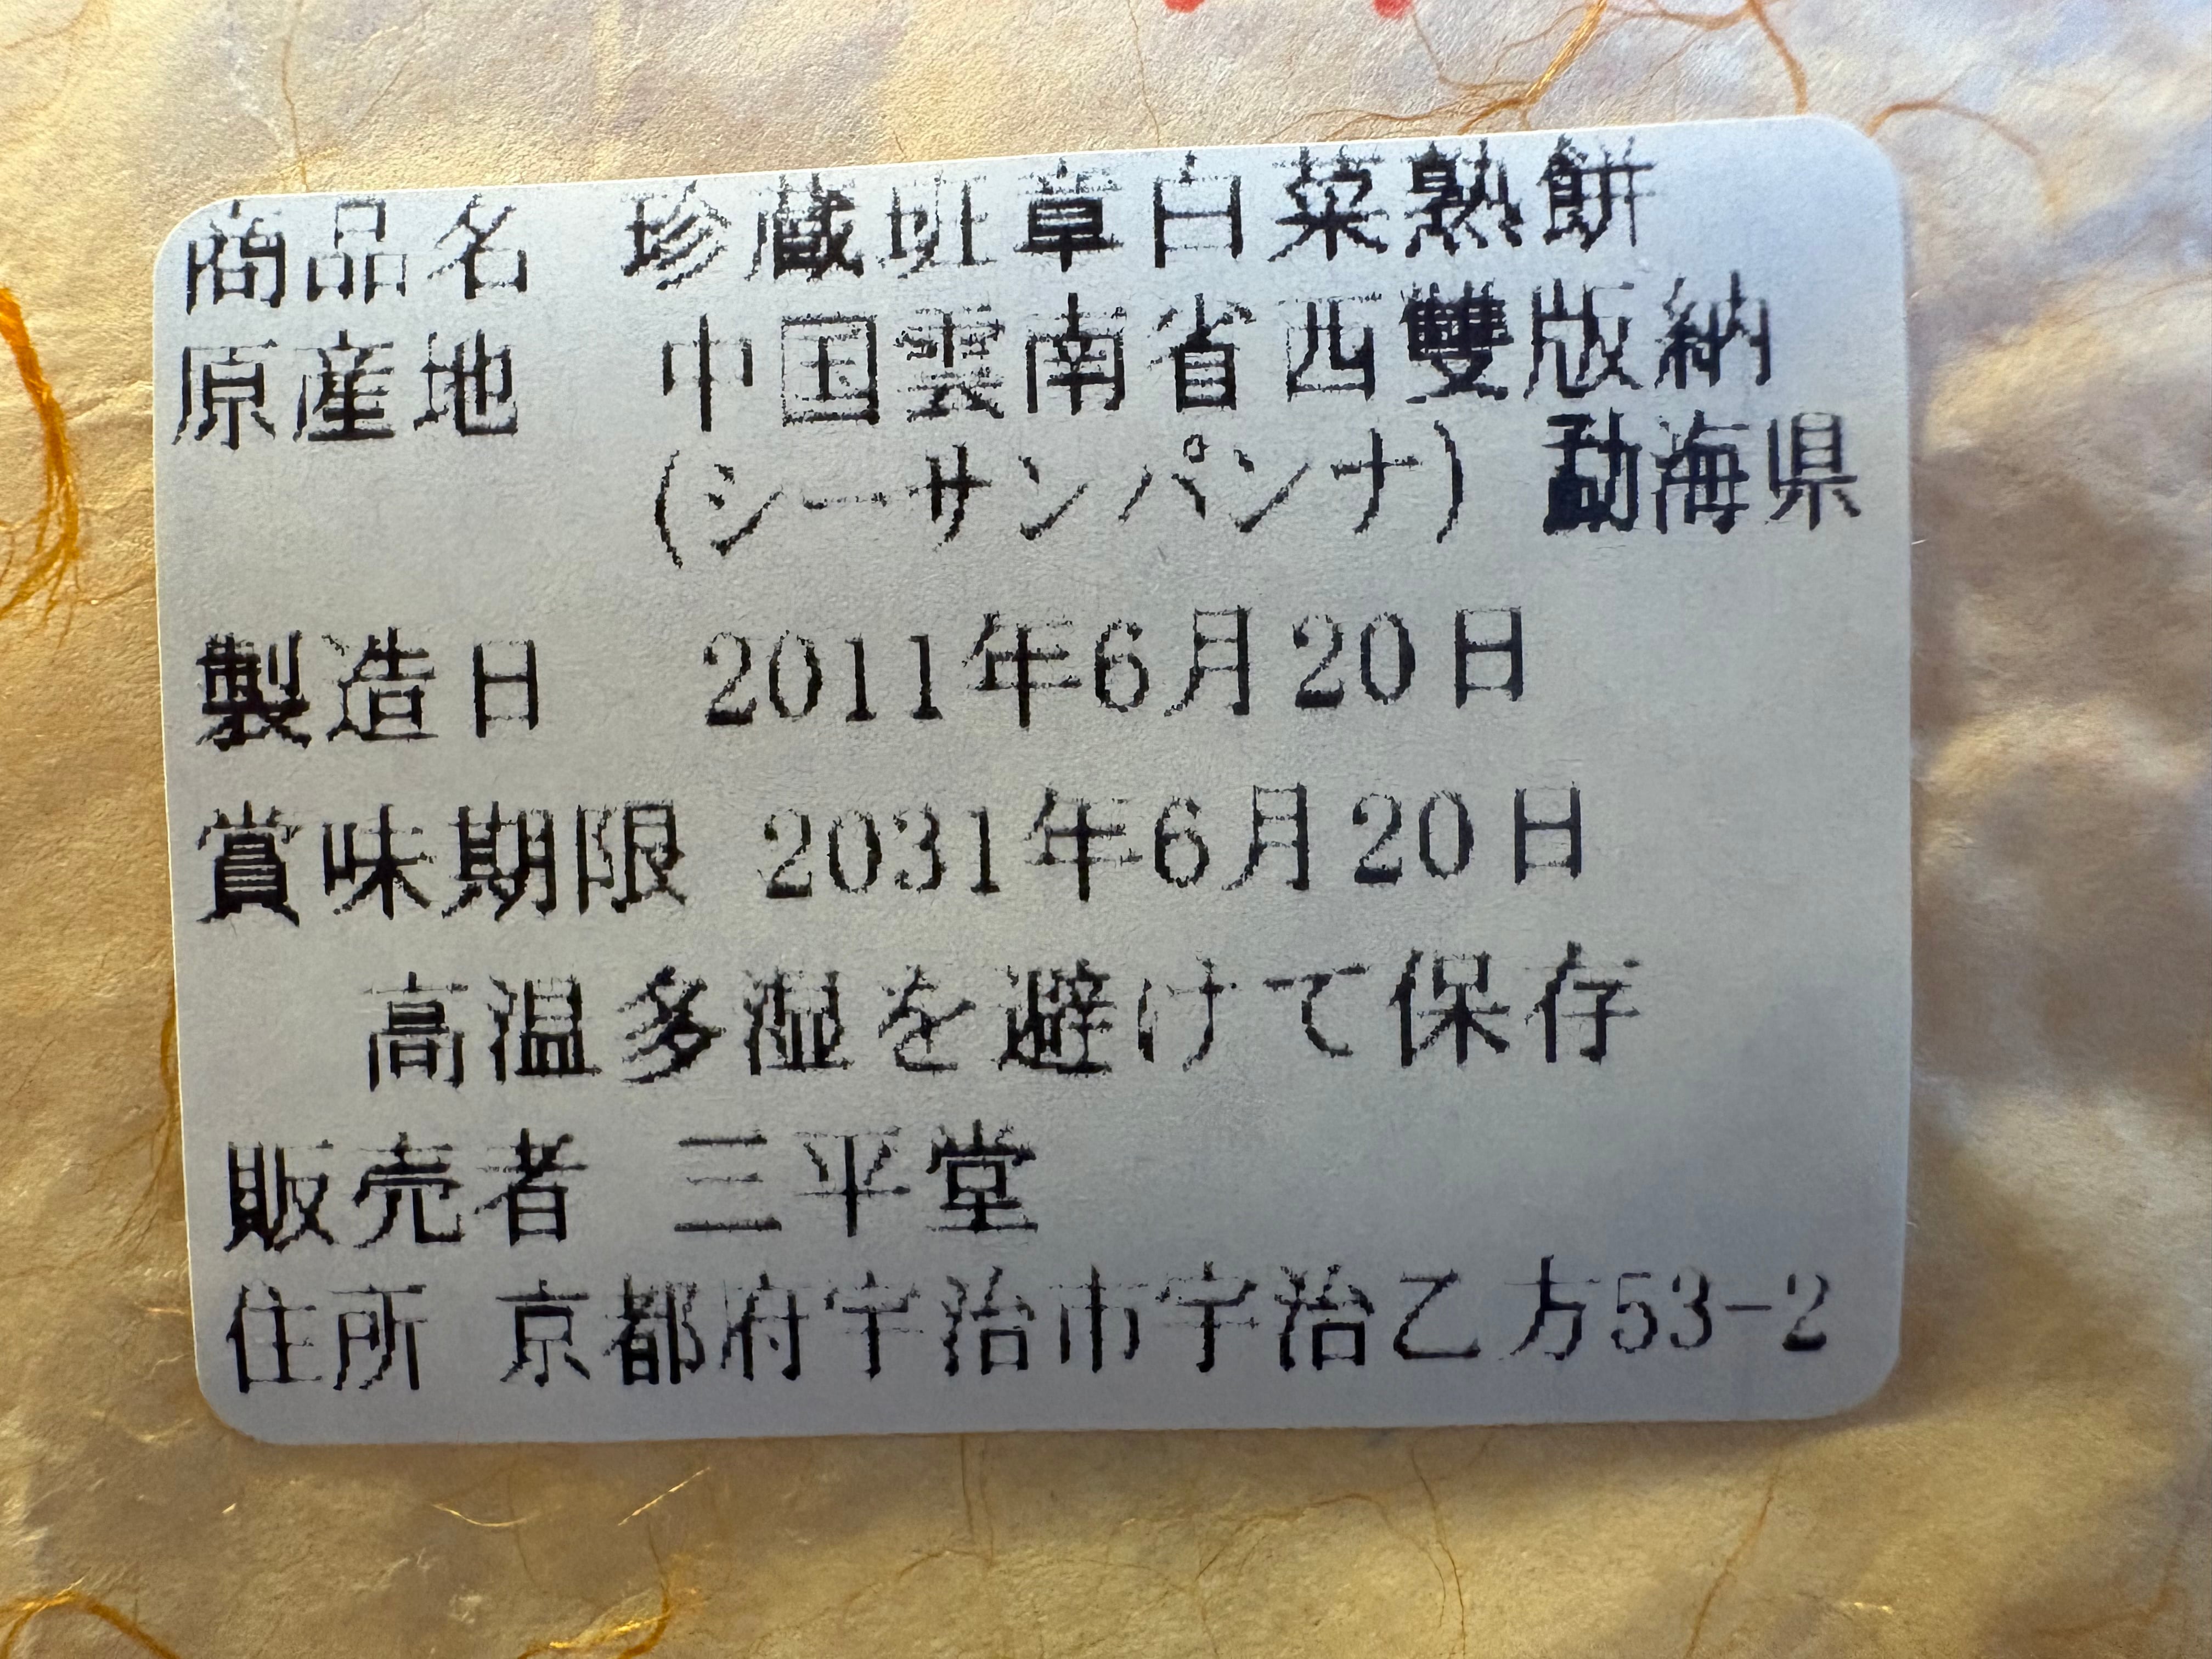 商品名 珍蔵班章白菜熟餅
原産地 中国雲南省西雙版納
(シーサンパンナ) 勐海県
製造日 2011年6月20日
賞味期限 2031年6月20日
高温多湿を避けて保存
販売者 三平堂
住所 京都府宇治市宇治乙方53-2